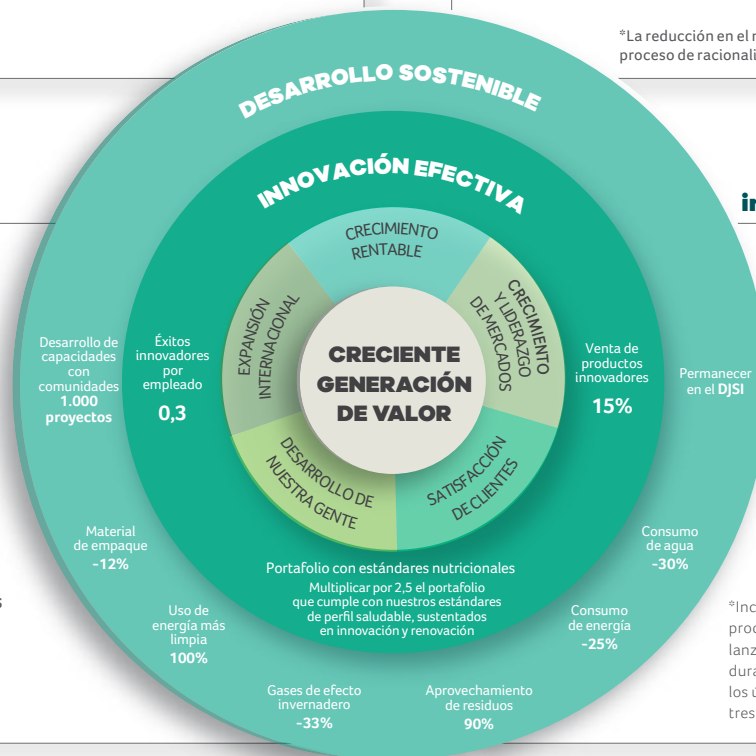 *La reducción en el
proceso de
DESARROLLO SOSTENIBLE
INNOVACIÓN EFECTIVA
CRECIMIENTO
RENTABLE
EXPANSIÓN
INTERNACIONAL
CRECIMIENTO
Y LIDERAZGO
DE MERCADOS
CRECIENTE
GENERACIÓN
DE VALOR
DESARROLLO DE
NUESTRA GENTE
SATISFACCIÓN
DE CLIENTES
Desarrollo de
capacidades
con
comunidades
1.000
proyectos
Éxitos
innovadores
por
empleado
0,3
Venta de
productos
innovadores
15%
Permanecer
en el DJSI
Material
de empaque
-12%
Uso de
energía más
limpia
100%
Portafolio con estándares nutricionales
Multiplicar por 2,5 el portafolio
que cumple con nuestros estándares
de perfil saludable, sustentados
en innovación y renovación
Consumo
de agua
-30%
Consumo
de energía
-25%
Gases de efecto
invernadero
-33%
Aprovechamiento
de residuos
90%
los
tres